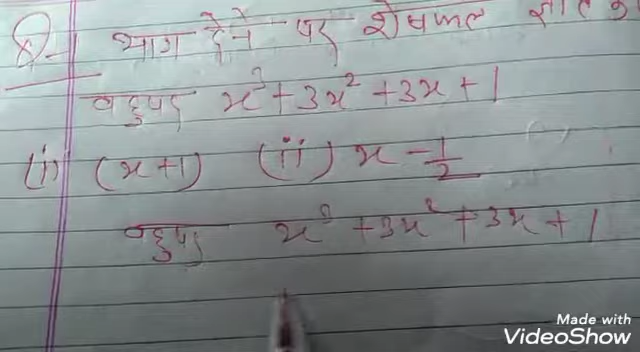 Q-1 भाग देने पर शेषफल ज्ञात
बहुपद x³ + 3x² + 3x + 1
(i) (x+1) (ii) x - 1/2
बहुपद x³ + 3x² + 3x + 1
Made with
VideoShow